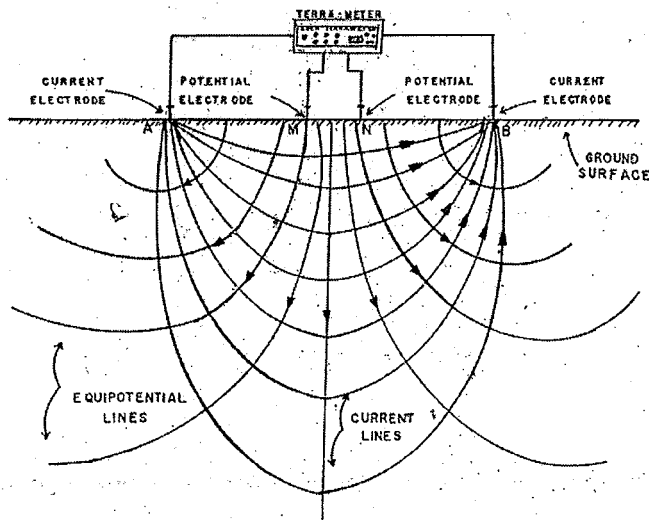 TERRA-METER
CURRENT
ELECTRODE
POTENTIAL
ELECTRODE
POTENTIAL
ELECTRODE
CURRENT
ELECTRODE
A
M
N
B
GROUND
SURFACE
EQUIPOTENTIAL
LINES
CURRENT
LINES